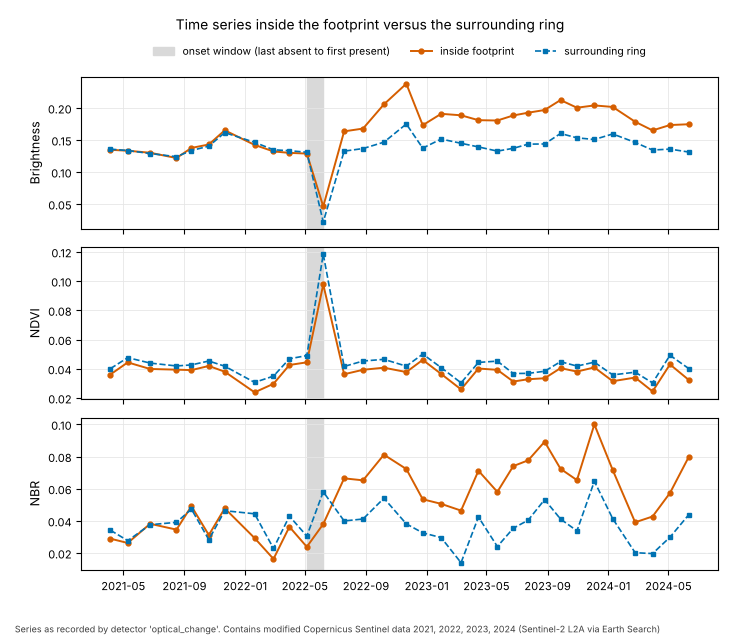 Time series inside the footprint versus the surrounding ring
onset window (last absent to first present) inside footprint surrounding ring
Brightness
0.20
0.15
0.10
0.05
NDVI
0.12
0.10
0.08
0.06
0.04
0.02
NBR
0.10
0.08
0.06
0.04
0.02
2021-05 2021-09 2022-01 2022-05 2022-09 2023-01 2023-05 2023-09 2024-01 2024-05
Series as recorded by detector 'optical_change'. Contains modified Copernicus Sentinel data 2021, 2022, 2023, 2024 (Sentinel-2 L2A via Earth Search)